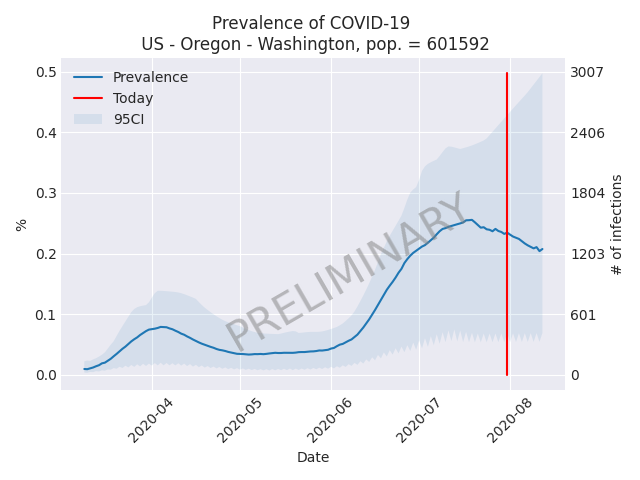 Prevalence of COVID-19
US - Oregon - Washington, pop. = 601592
Prevalence
Today
95CI
PRELIMINARY
%
0.5
0.4
0.3
0.2
0.1
0.0
3007
2406
1804
1203
601
0
# of infections
2020-04
2020-05
2020-06
2020-07
2020-08
Date